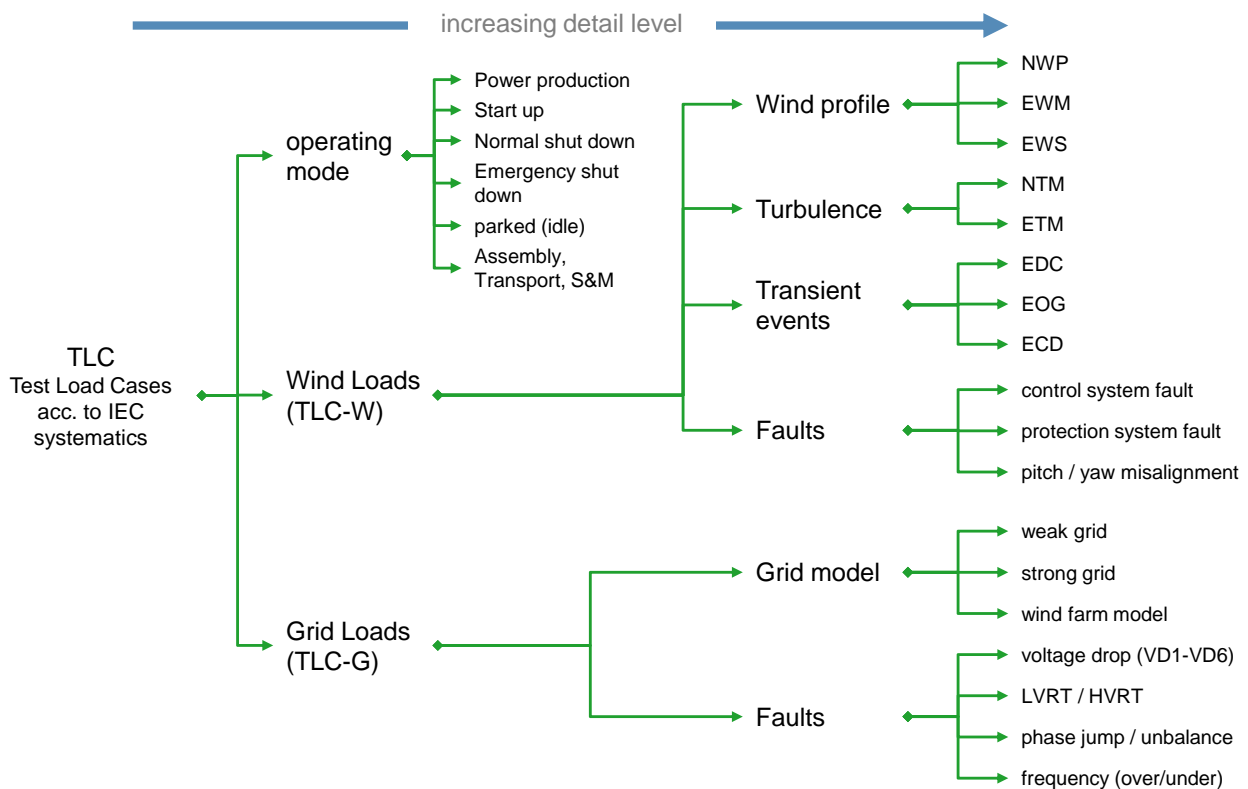 increasing detail level
TLC
Test Load Cases
acc. to IEC
systematics
operating
mode
Power production
Start up
Normal shut down
Emergency shut
down
parked (idle)
Assembly,
Transport, S&M
Wind Loads
(TLC-W)
Wind profile
NWP
EWM
EWS
Turbulence
NTM
ETM
Transient
events
EDC
EOG
ECD
Faults
control system fault
protection system fault
pitch / yaw misalignment
Grid Loads
(TLC-G)
Grid model
weak grid
strong grid
wind farm model
Faults
voltage drop (VD1-VD6)
LVRT / HVRT
phase jump / unbalance
frequency (over/under)